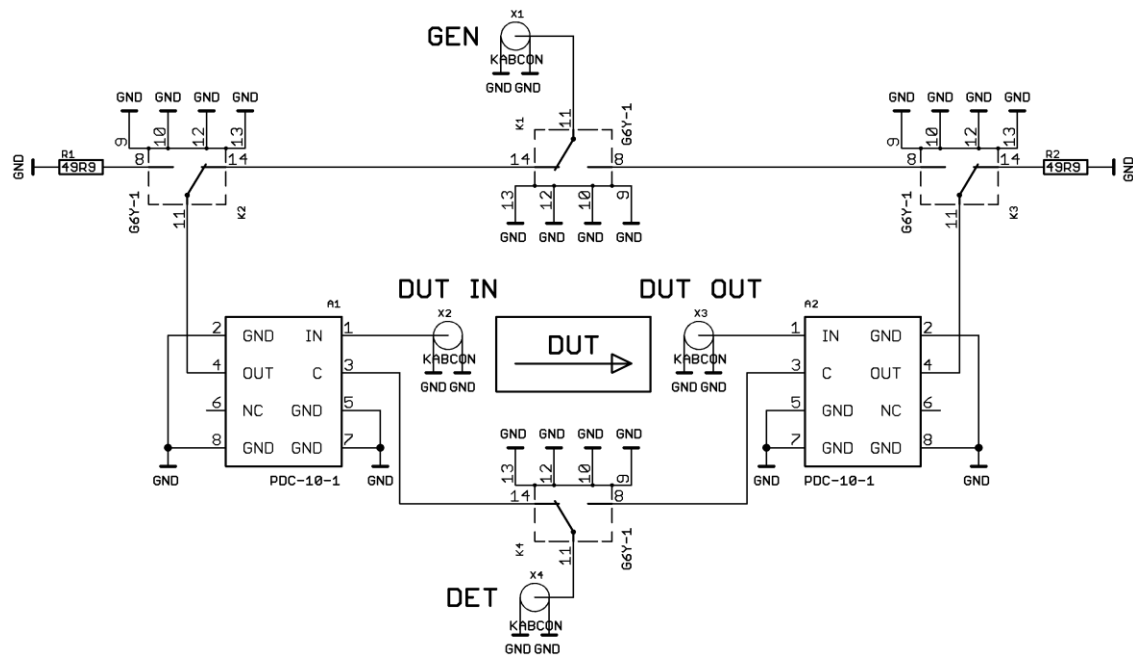 X1
GEN
KABCON
GND GND
GND GND GND GND
9 10 12 13
11
K1
G6Y-1
GND GND GND GND
9 10 12 13
GND
R1
49R9
8
14
14
8
8
14
R2
49R9
GND
11
G6Y-1
K2
13 12 10 9
GND GND GND GND
11
G6Y-1
K3
DUT IN
DUT OUT
A1
X2
X3
A2
2 GND IN 1
KABCON
GND GND
4 OUT C 3
6 NC GND 5
8 GND GND 7
GND
PDC-10-1
GND
DUT
KABCON
GND GND
1 IN GND 2
3 C OUT 4
5 GND NC 6
7 GND GND 8
GND
PDC-10-1
GND
GND GND GND GND
13 12 10 9
14
8
K4
11
G6Y-1
X4
DET
KABCON
GND GND